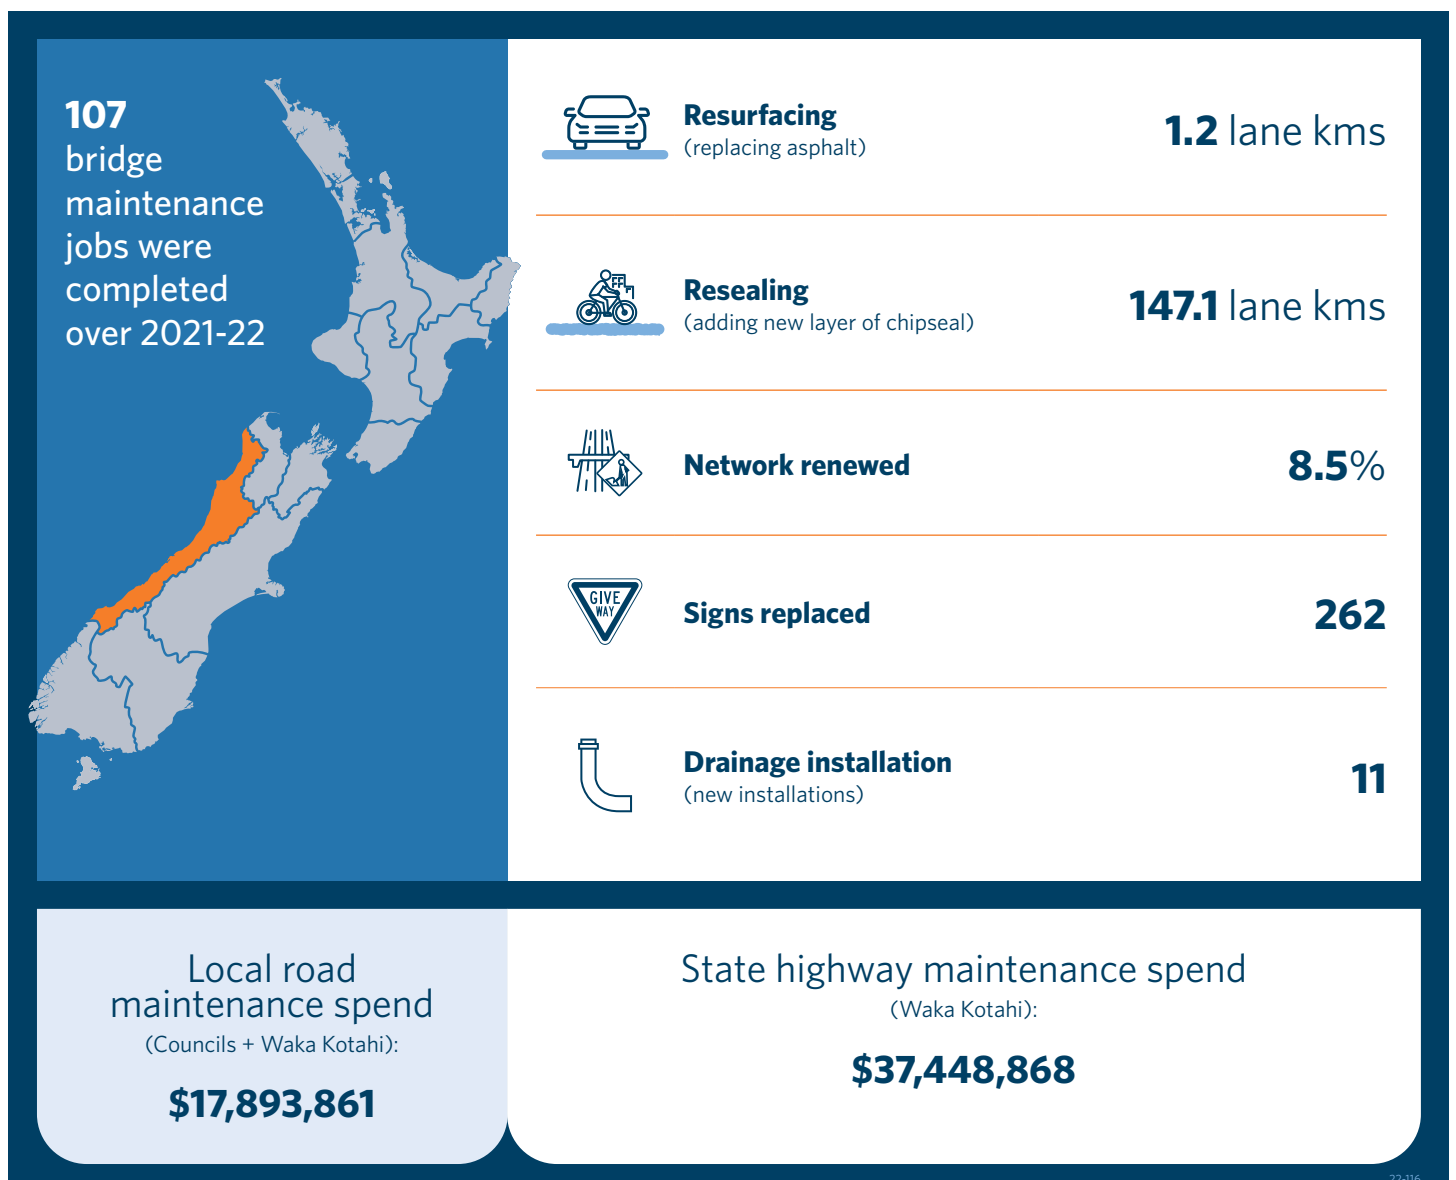 107
bridge
maintenance
jobs were
completed
over 2021-22
Resurfacing
(replacing asphalt)
1.2 lane kms
Resealing
(adding new layer of chipseal)
147.1 lane kms
Network renewed
8.5%
GIVE
WAY
Signs replaced
262
Drainage installation
(new installations)
11
Local road
maintenance spend
(Councils + Waka Kotahi):
$17,893,861
State highway maintenance spend
(Waka Kotahi):
$37,448,868
22-116